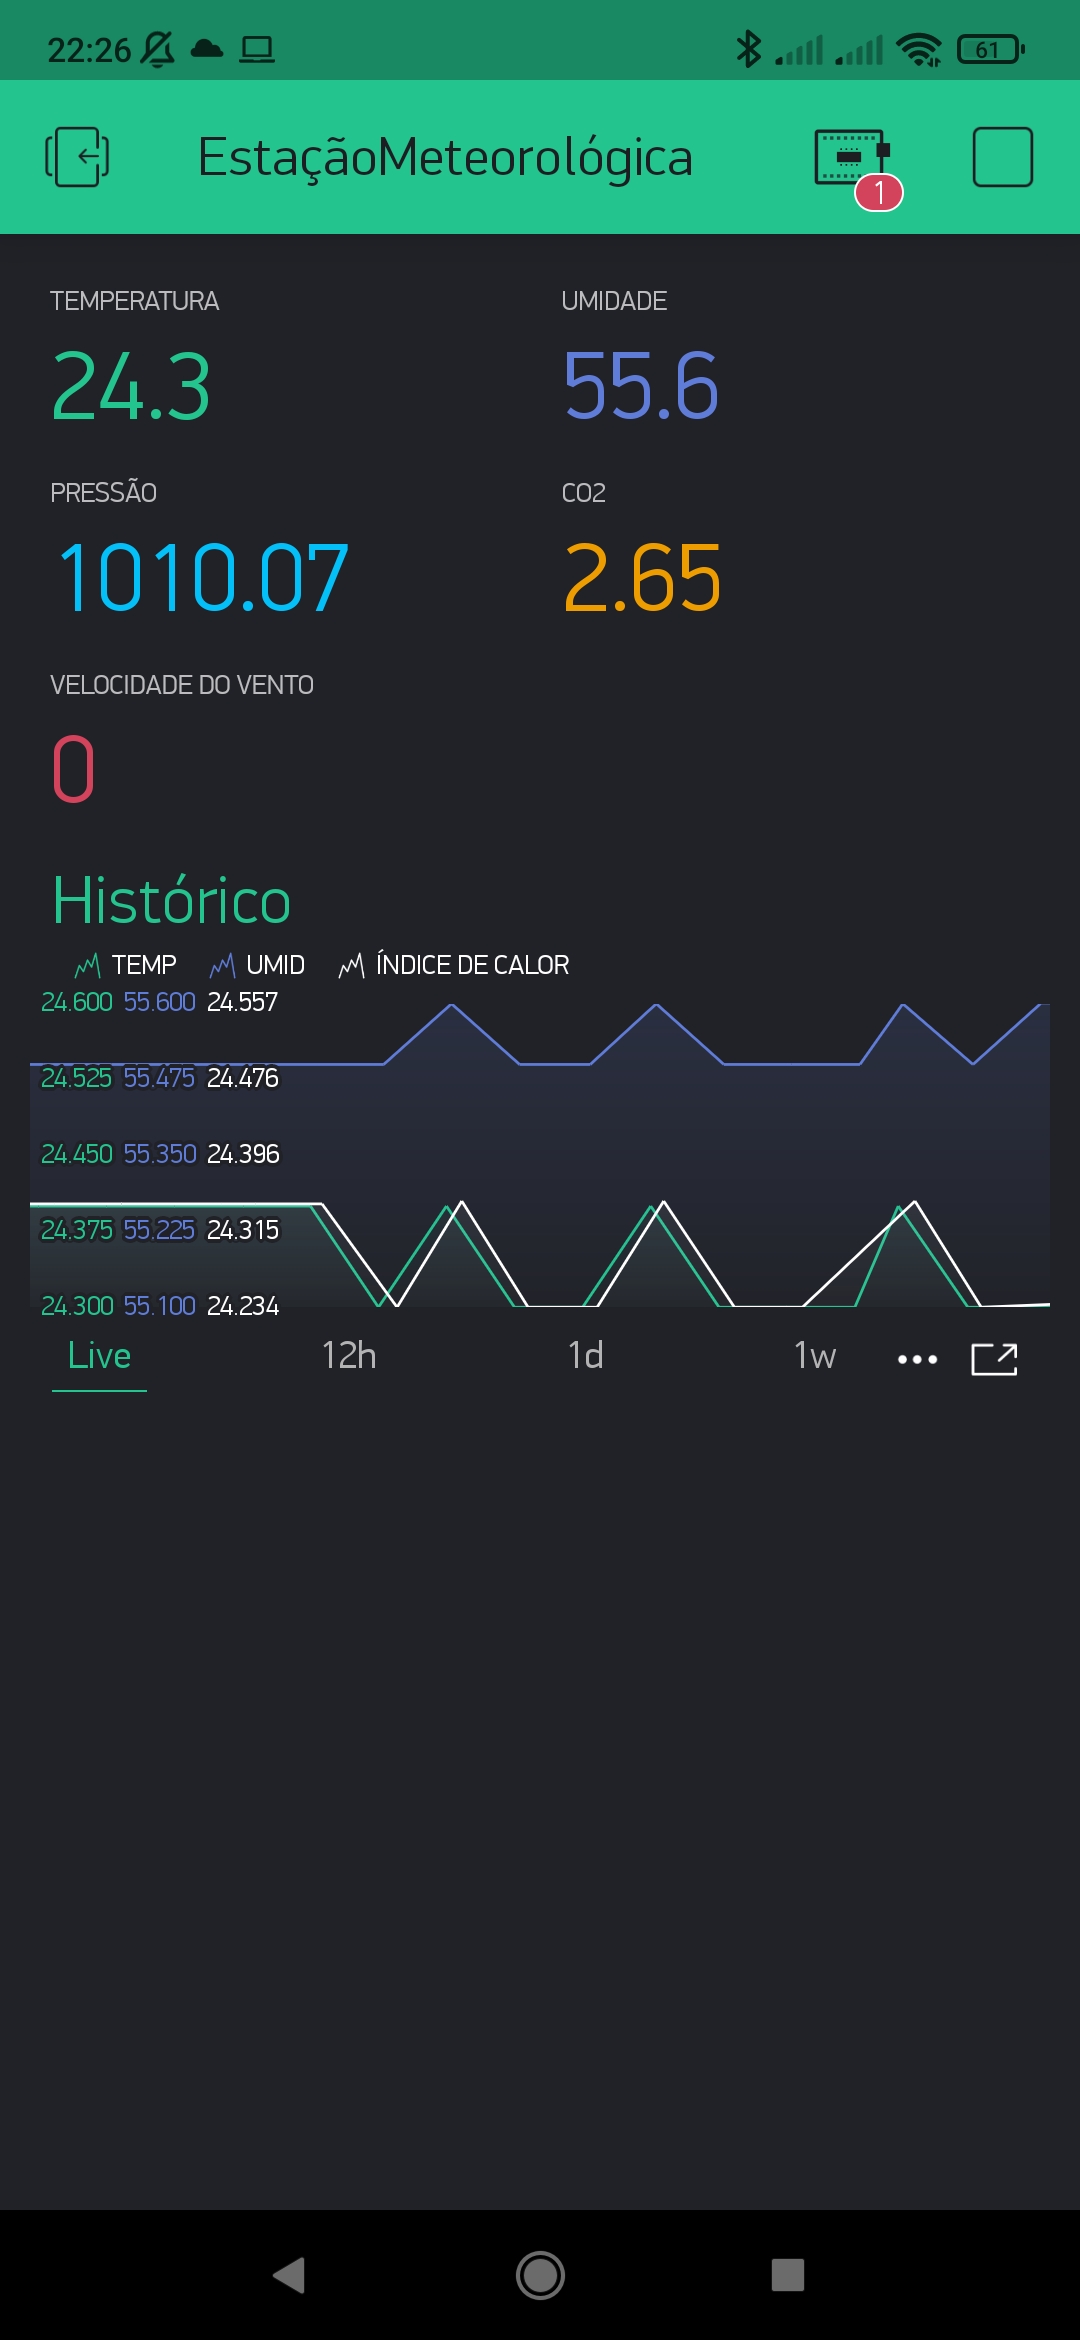 22:26 61
EstaçãoMeteorológica 1
TEMPERATURA UMIDADE
24.3 55.6
PRESSÃO CO2
1010.07 2.65
VELOCIDADE DO VENTO
0
Histórico
TEMP UMID ÍNDICE DE CALOR
24.600 55.600 24.557
24.525 55.475 24.476
24.450 55.350 24.396
24.375 55.225 24.315
24.300 55.100 24.234
Live 12h 1d 1w